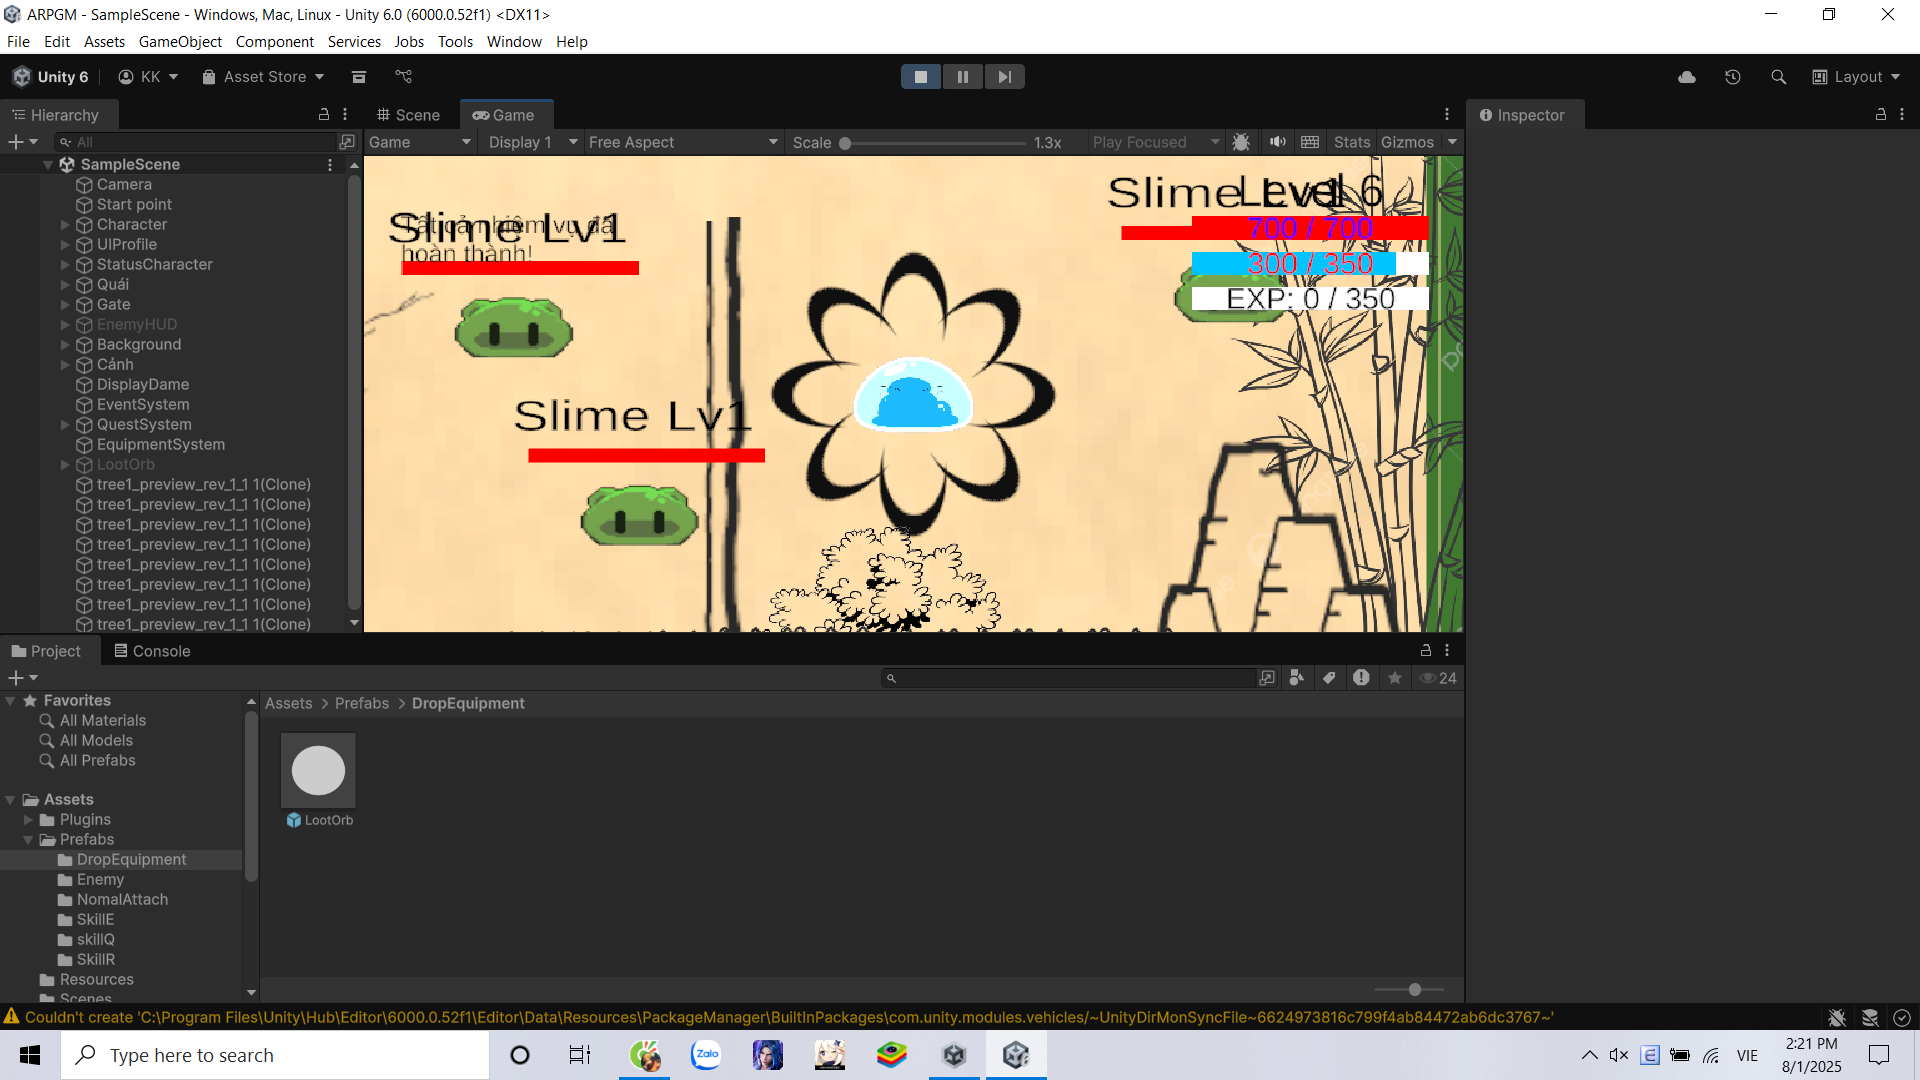 ARPGM - SampleScene - Windows, Mac, Linux - Unity 6.0 (6000.0.52f1) <DX11>
File Edit Assets GameObject Component Services Jobs Tools Window Help
Unity 6 KK Asset Store Layout
Hierarchy
All
SampleScene
Camera
Start point
Character
UIProfile
StatusCharacter
Quái
Gate
EnemyHUD
Background
Cảnh
DisplayDame
EventSystem
QuestSystem
EquipmentSystem
LootOrb
tree1_preview_rev_1_1 1(Clone)
tree1_preview_rev_1_1 1(Clone)
tree1_preview_rev_1_1 1(Clone)
tree1_preview_rev_1_1 1(Clone)
tree1_preview_rev_1_1 1(Clone)
tree1_preview_rev_1_1 1(Clone)
tree1_preview_rev_1_1 1(Clone)
tree1_preview_rev_1_1 1(Clone)
Scene Game
Game Display 1 Free Aspect Scale 1.3x Play Focused Stats Gizmos
Slime Lv1
Tất cả nhiệm vụ đã
hoàn thành!
Slime Lv1
Slime Lv1
Level 6
700 / 700
300 / 350
EXP: 0 / 350
Inspector
Project Console
24
Favorites
All Materials
All Models
All Prefabs
Assets
Plugins
Prefabs
DropEquipment
Enemy
NomalAttach
SkillE
skillQ
SkillR
Resources
Scenes
Assets > Prefabs > DropEquipment
LootOrb
Couldn't create 'C:\Program Files\Unity\Hub\Editor\6000.0.52f1\Editor\Data\Resources\PackageManager\BuiltInPackages\com.unity.modules.vehicles/~UnityDirMonSyncFile~6624973816c799f4ab84472ab6dc3767~'
Type here to search
Zalo
E
VIE
2:21 PM
8/1/2025